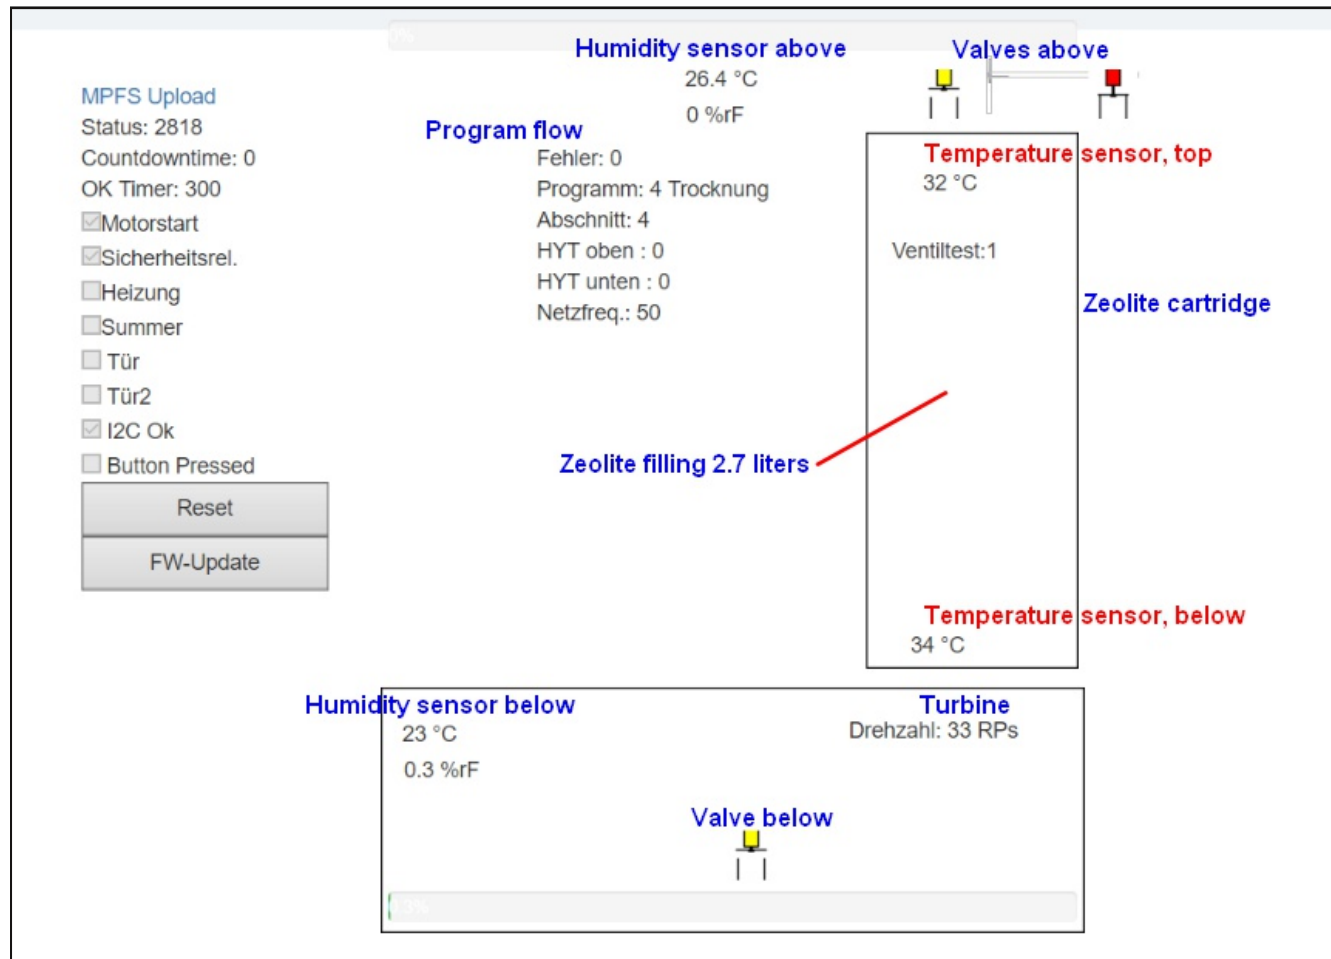 0%
Humidity sensor above
Valves above
26.4 °C
0 %rF
MPFS Upload
Status: 2818
Countdowntime: 0
OK Timer: 300
Motorstart
Sicherheitsrel.
Heizung
Summer
Tür
Tür2
I2C Ok
Button Pressed
Reset
FW-Update
Program flow
Fehler: 0
Programm: 4 Trocknung
Abschnitt: 4
HYT oben : 0
HYT unten : 0
Netzfreq.: 50
Temperature sensor, top
32 °C
Ventiltest:1
Zeolite cartridge
Zeolite filling 2.7 liters
Temperature sensor, below
34 °C
Humidity sensor below
23 °C
0.3 %rF
Turbine
Drehzahl: 33 RPs
Valve below
0.3%